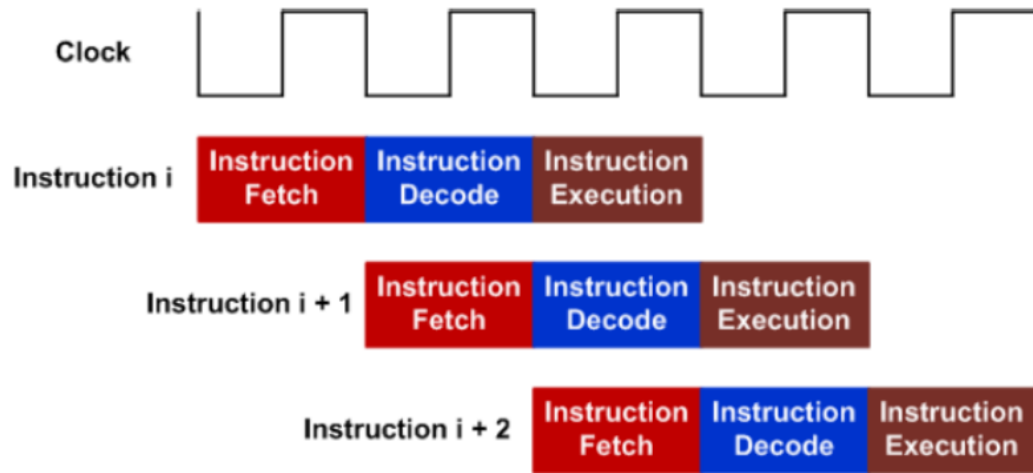 Clock
Instruction i
Instruction
Fetch
Instruction
Decode
Instruction
Execution
Instruction i + 1
Instruction
Fetch
Instruction
Decode
Instruction
Execution
Instruction i + 2
Instruction
Fetch
Instruction
Decode
Instruction
Execution